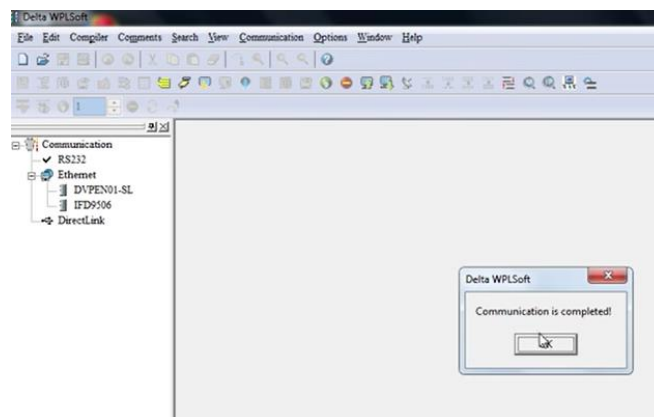 Delta WPLSoft
File Edit Compiler Comments Search View Communication Options Window Help
1
Communication
RS232
Ethernet
DVPEN01-SL
IFD9506
DirectLink
Delta WPLSoft
Communication is completed!